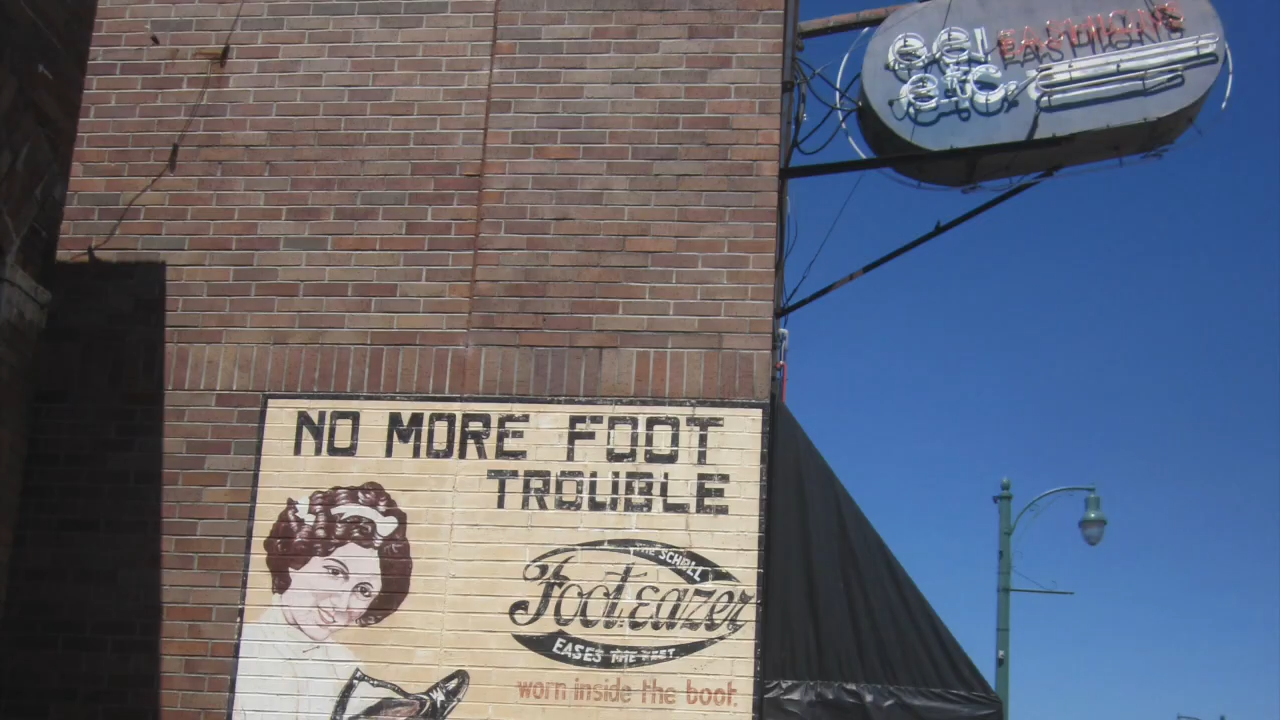 eel
FASHIONS
etc.
NO MORE FOOT
TROUBLE
THE SCHOLL
Foot-Eazer
EASES THE FEET
worn inside the boot.